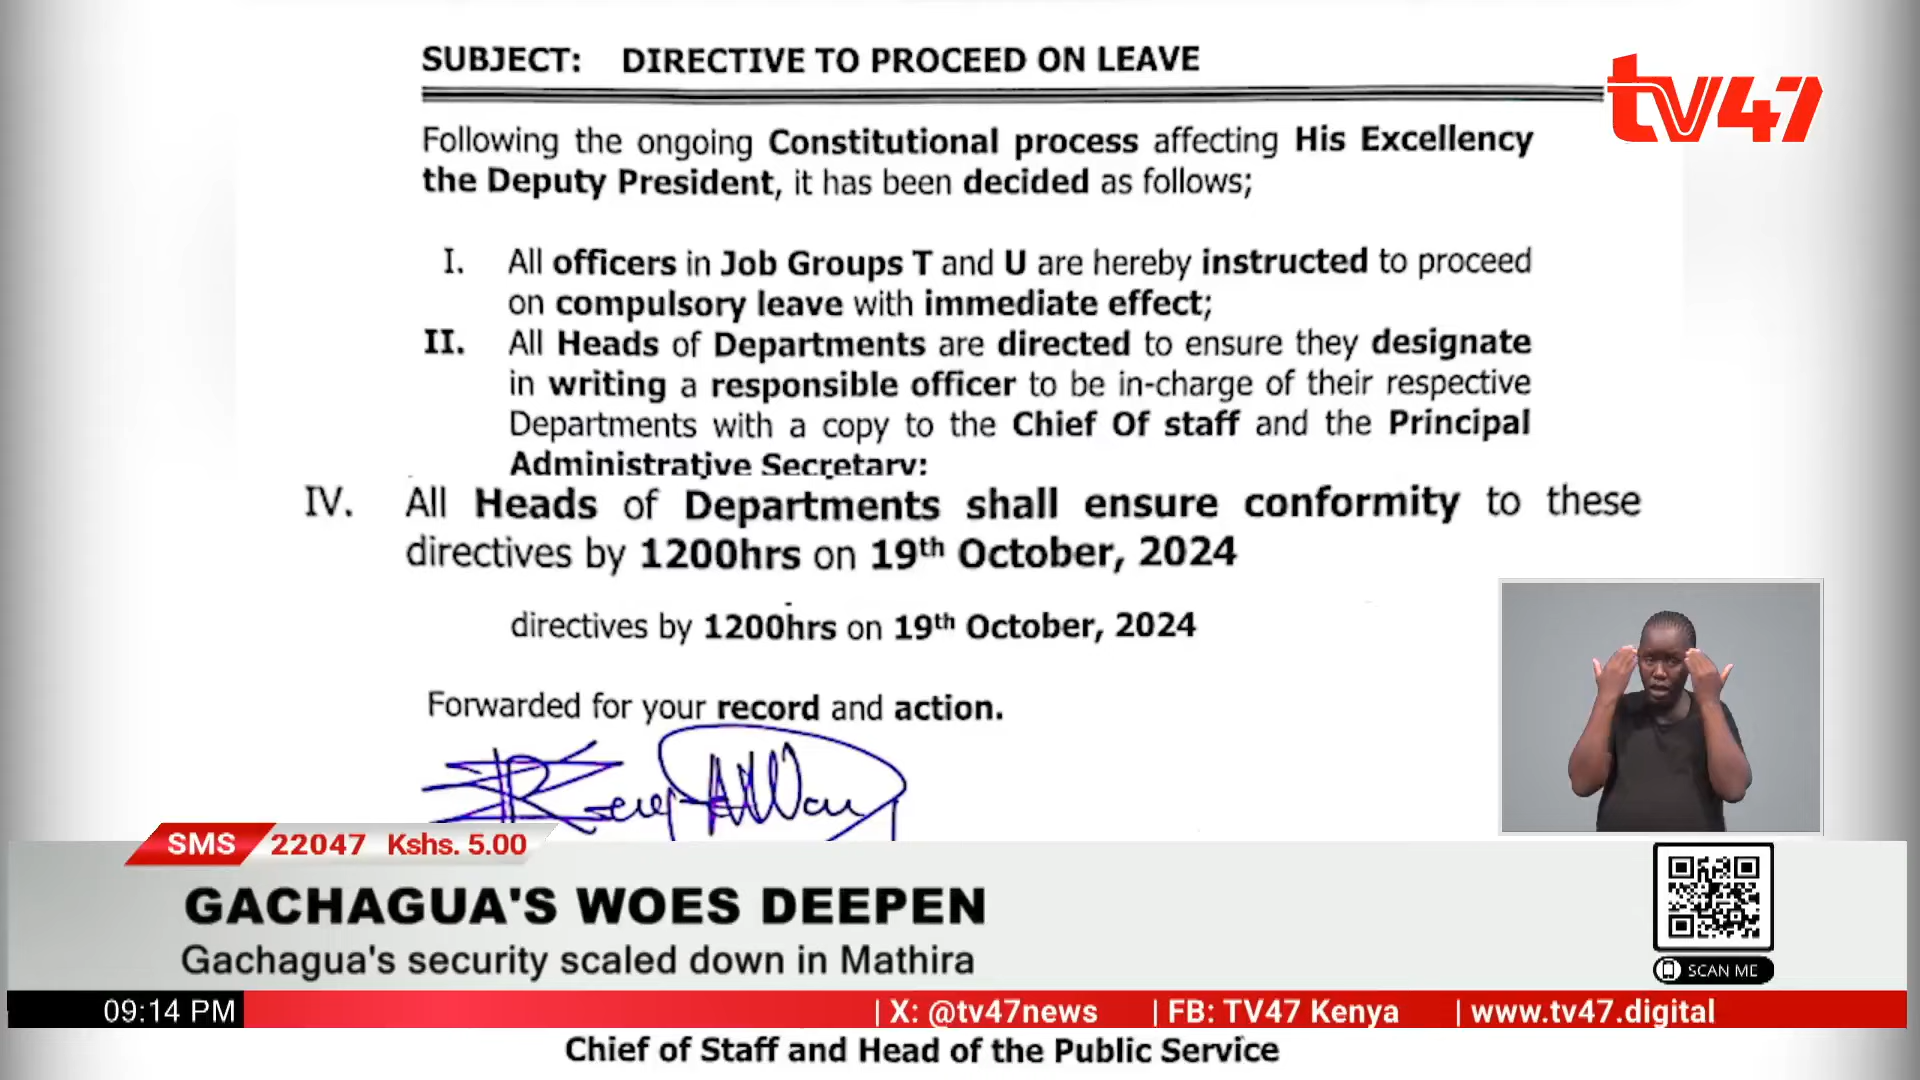 SUBJECT: DIRECTIVE TO PROCEED ON LEAVE
tv47
Following the ongoing Constitutional process affecting His Excellency
the Deputy President, it has been decided as follows;
I. All officers in Job Groups T and U are hereby instructed to proceed
on compulsory leave with immediate effect;
II. All Heads of Departments are directed to ensure they designate
in writing a responsible officer to be in-charge of their respective
Departments with a copy to the Chief Of staff and the Principal
Administrative Secretary:
IV. All Heads of Departments shall ensure conformity to these
directives by 1200hrs on 19th October, 2024
directives by 1200hrs on 19th October, 2024
Forwarded for your record and action.
SMS 22047 Kshs. 5.00
GACHAGUA'S WOES DEEPEN
Gachagua's security scaled down in Mathira
SCAN ME
09:14 PM | X: @tv47news | FB: TV47 Kenya | www.tv47.digital
Chief of Staff and Head of the Public Service